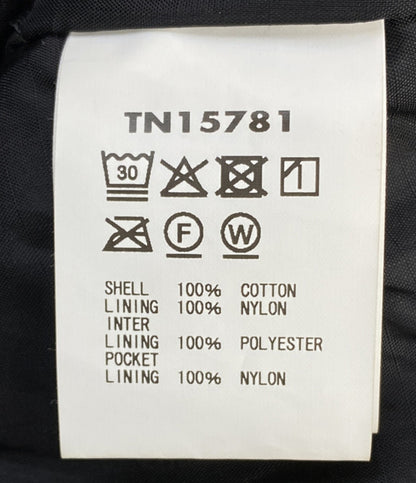 TN15781
30
F W
SHELL 100% COTTON
LINING 100% NYLON
INTER
LINING 100% POLYESTER
POCKET
LINING 100% NYLON